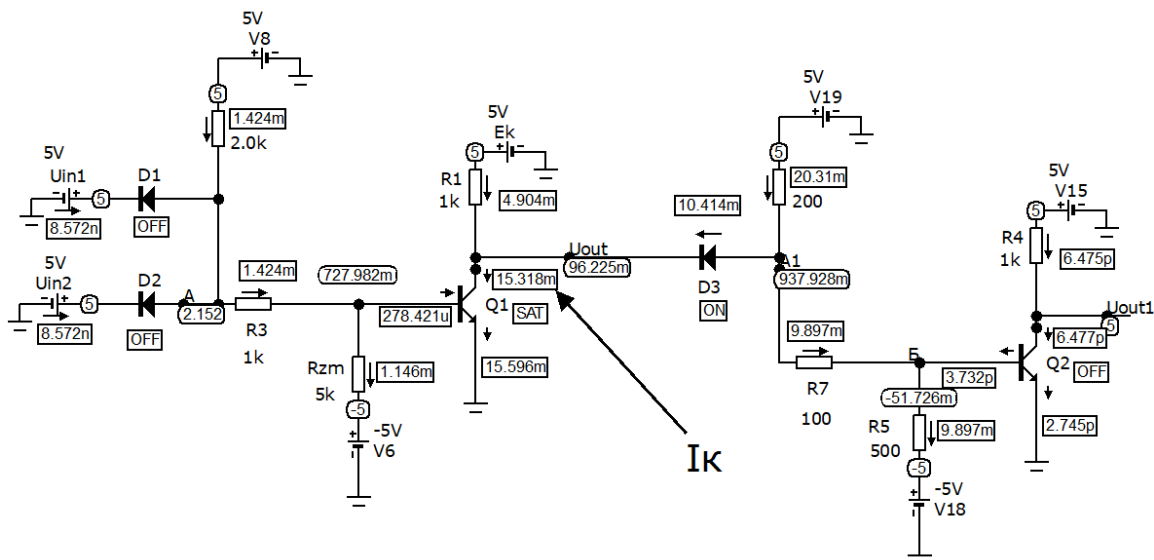 5V
V8
5
1.424m
2.0k
5V
Uin1
5
D1
8.572n
OFF
5V
Uin2
5
D2
A
2.152
8.572n
OFF
1.424m
R3
1k
727.982m
278.421u
Rzm
5k
1.146m
-5
-5V
V6
5V
Ek
5
R1
1k
4.904m
15.318m
Q1
SAT
15.596m
Uout
96.225m
10.414m
D3
ON
Iк
5V
V19
5
20.31m
200
A1
937.928m
9.897m
R7
100
Б
3.732p
-51.726m
R5
500
9.897m
-5
-5V
V18
5V
V15
5
R4
1k
6.475p
Uout1
5
6.477p
Q2
OFF
2.745p